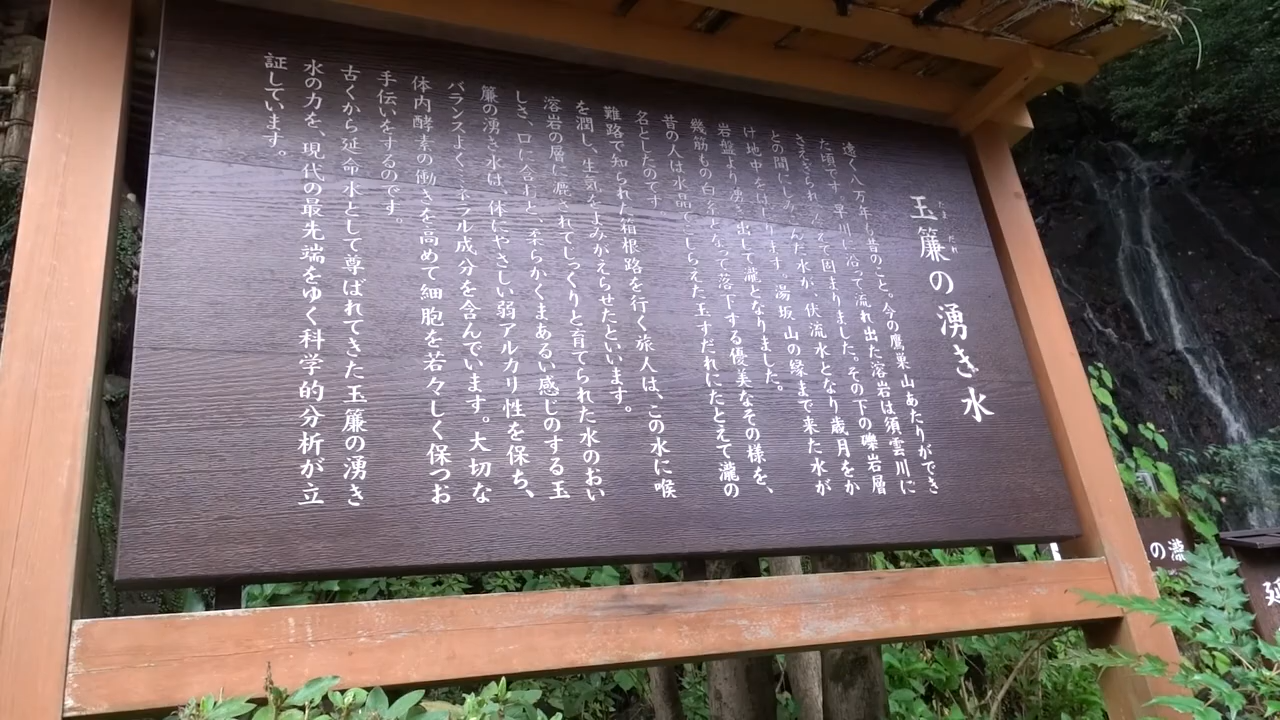 玉簾の湧き水
たま だれ
遠く八万年も昔のこと。今の鷹巣山あたりができ
た頃です。早川に沿って流れ出た溶岩は須雲川に
さえぎられ、冷えて固まりました。その下の礫岩層
との間にしみこんだ水が、伏流水となり歳月をか
け地中をはしります。湯坂山の縁まで来た水が
岩盤より湧き出して瀧となりました。
幾筋もの白糸となって落下する優美なその様を、
昔の人は水晶でこしらえた玉すだれにたとえて瀧の
名としたのです。
難路で知られた箱根路を行く旅人は、この水に喉
を潤し、生気をよみがえらせたといいます。
溶岩の層に漉されてじっくりと育てられた水のおい
しさ、口に含むと、柔らかくまあるい感じのする玉
簾の湧き水は、体にやさしい弱アルカリ性を保ち、
バランスよくミネラル成分を含んでいます。大切な
体内酵素の働きを高めて細胞を若々しく保つお
手伝いをするのです。
古くから延命水として尊ばれてきた玉簾の湧き
水の力を、現代の最先端をゆく科学的分析が立
証しています。
の瀧
延